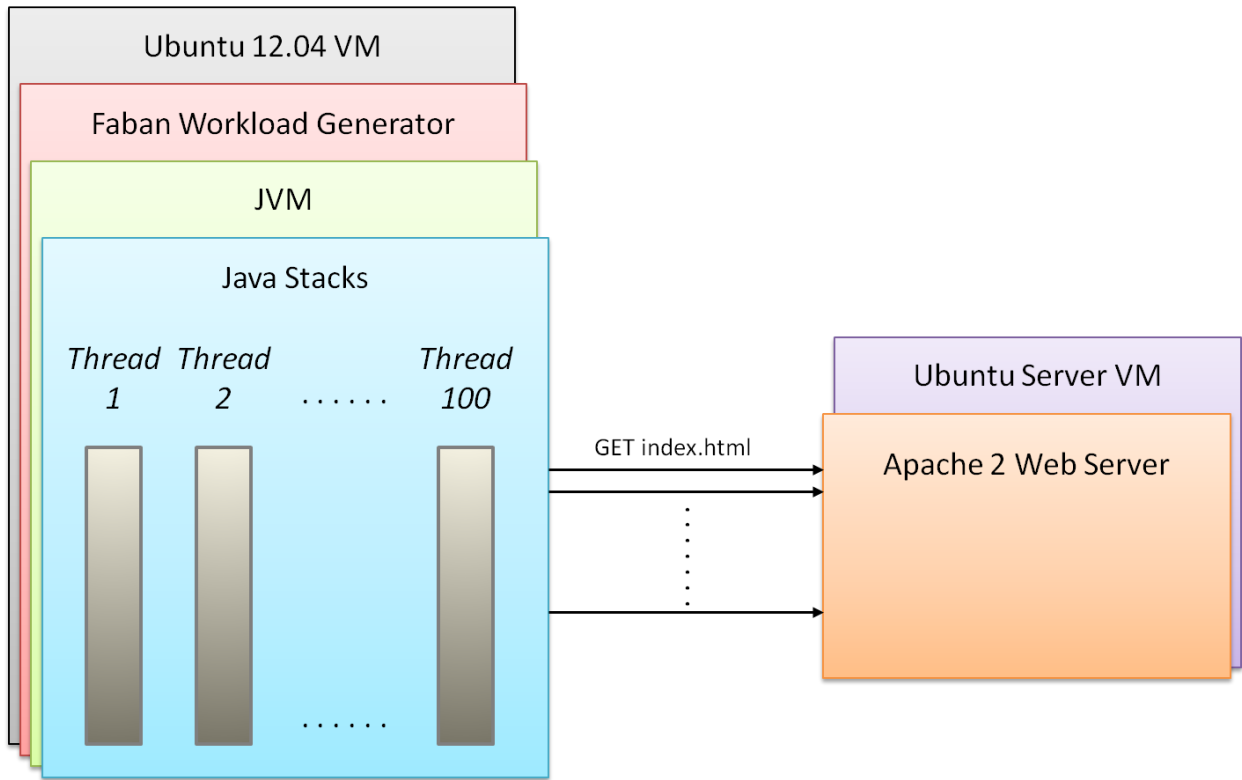 Ubuntu 12.04 VM
Faban Workload Generator
JVM
Java Stacks
Thread 1
Thread 2
. . . . . .
Thread 100
. . . . . .
GET index.html
Ubuntu Server VM
Apache 2 Web Server